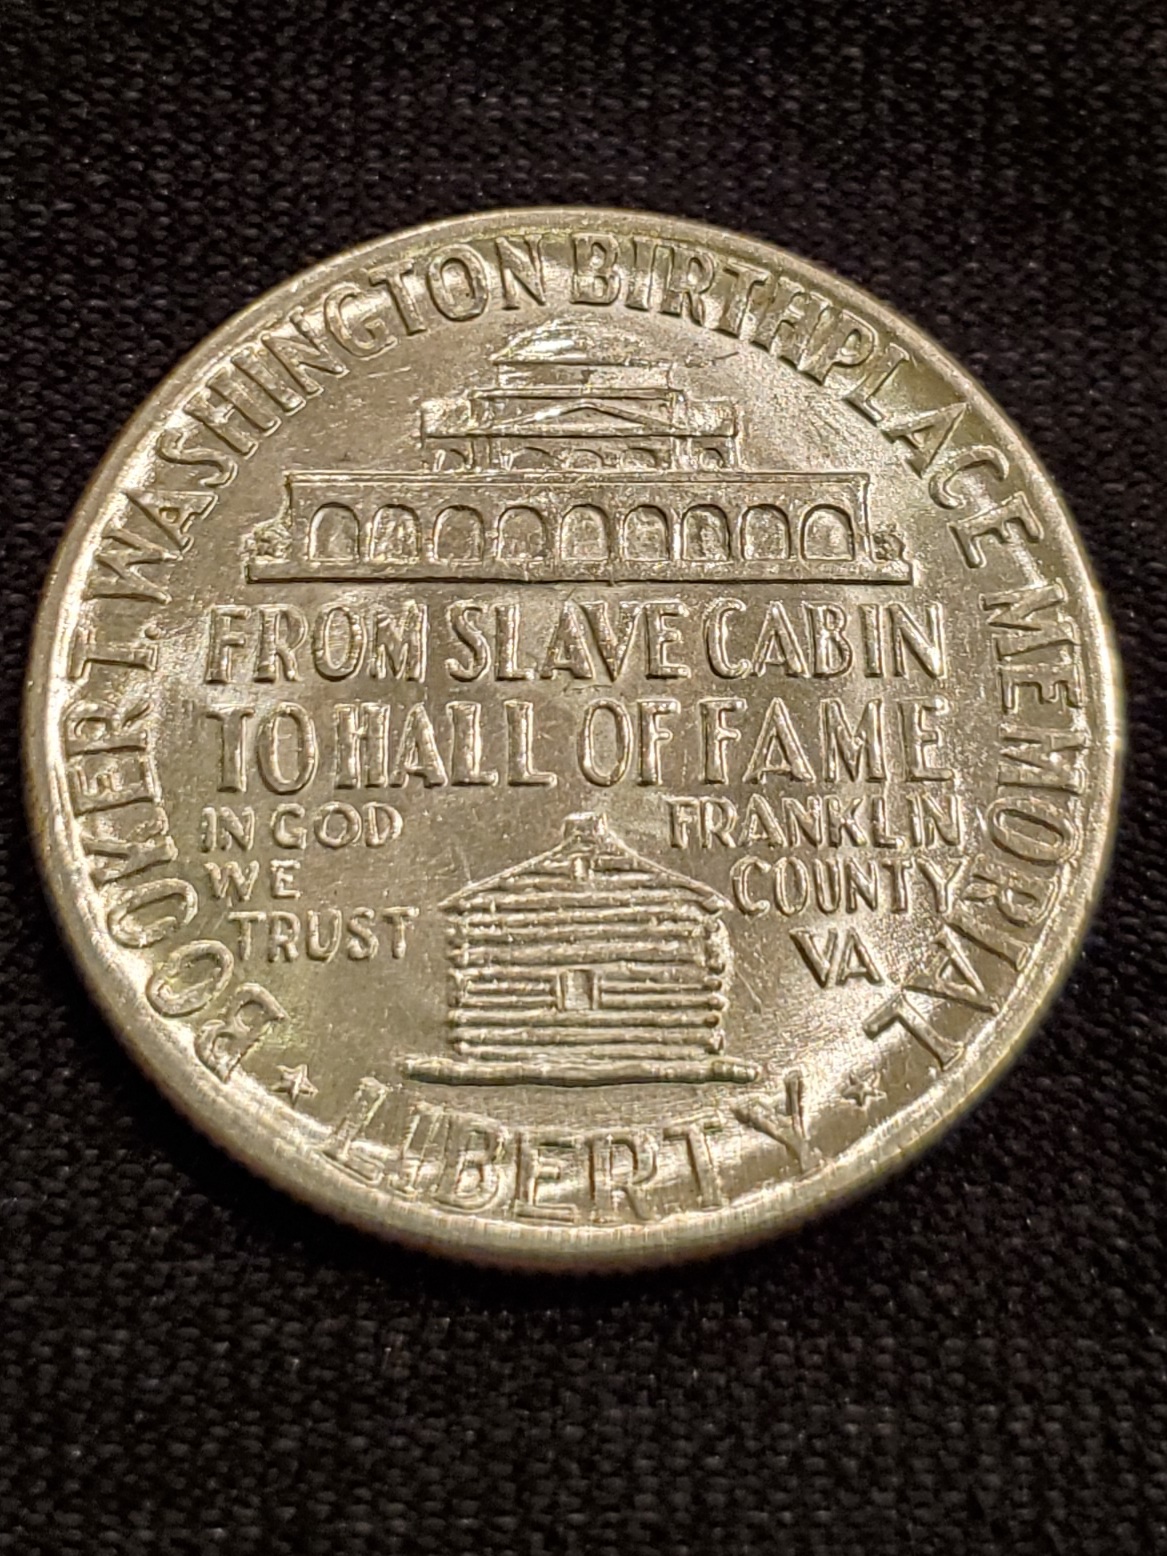 BOOKER T. WASHINGTON BIRTHPLACE MEMORIAL
FROM SLAVE CABIN
TO HALL OF FAME
IN GOD
WE
TRUST
FRANKLIN
COUNTY
VA
LIBERTY